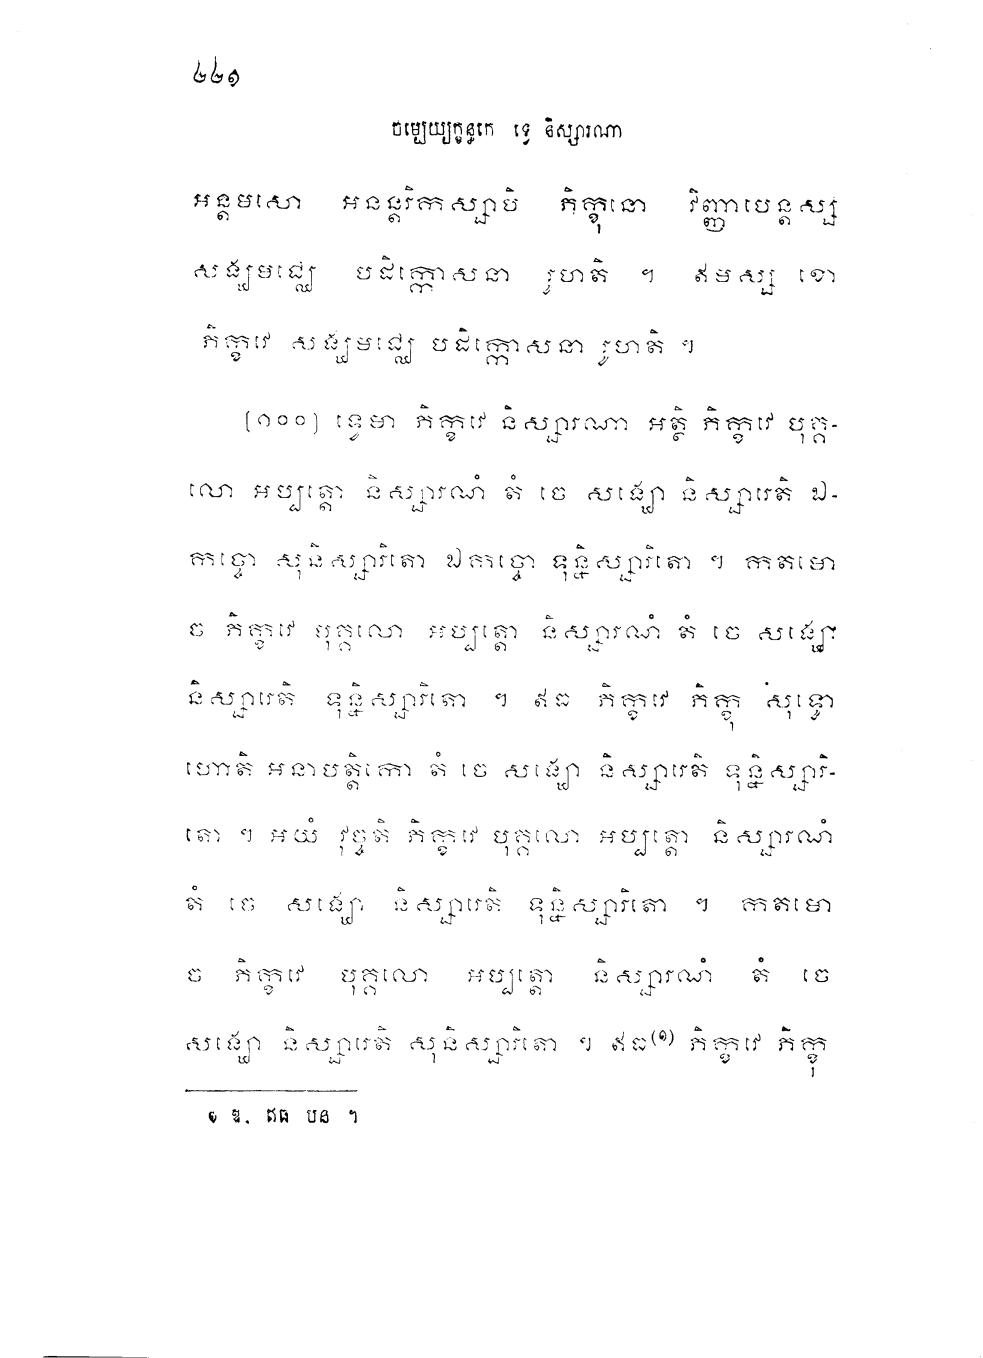 ៤៤១
ចម្បេយ្យក្ខន្ធកេ ទ្វេ និស្សារណា
អន្តមសោ អនន្តរិកស្សាបិ ភិក្ខុនោ វិញ្ញាបេន្តស្ស
សង្ឃមជ្ឈេ បដិក្កោសនា រូហតិ ។ ឥមស្ស ខោ
ភិក្ខវេ សង្ឃមជ្ឈេ បដិក្កោសនា រូហតិ ។
[១០០] ទ្វេមា ភិក្ខវេ និស្សារណា អត្ថិ ភិក្ខវេ បុគ្គ-
លោ អប្បត្តោ និស្សារណំ តំ ចេ សង្ឃោ និស្សារេតិ ឯ-
កច្ចោ សុនិស្សារិតោ ឯកច្ចោ ទុន្និស្សារិតោ ។ កតមោ
ច ភិក្ខវេ បុគ្គលោ អប្បត្តោ និស្សារណំ តំ ចេ សង្ឃោ
និស្សារេតិ ទុន្និស្សារិតោ ។ ឥធ ភិក្ខវេ ភិក្ខុ សុទ្ធោ
ហោតិ អនាបត្តិកោ តំ ចេ សង្ឃោ និស្សារេតិ ទុន្និស្សារិ-
តោ ។ អយំ វុច្ចតិ ភិក្ខវេ បុគ្គលោ អប្បត្តោ និស្សារណំ
តំ ចេ សង្ឃោ និស្សារេតិ ទុន្និស្សារិតោ ។ កតមោ
ច ភិក្ខវេ បុគ្គលោ អប្បត្តោ និស្សារណំ តំ ចេ
សង្ឃោ និស្សារេតិ សុនិស្សារិតោ ។ ឥធ(១) ភិក្ខវេ ភិក្ខុ
១ ឱ. ឥធ បន ។